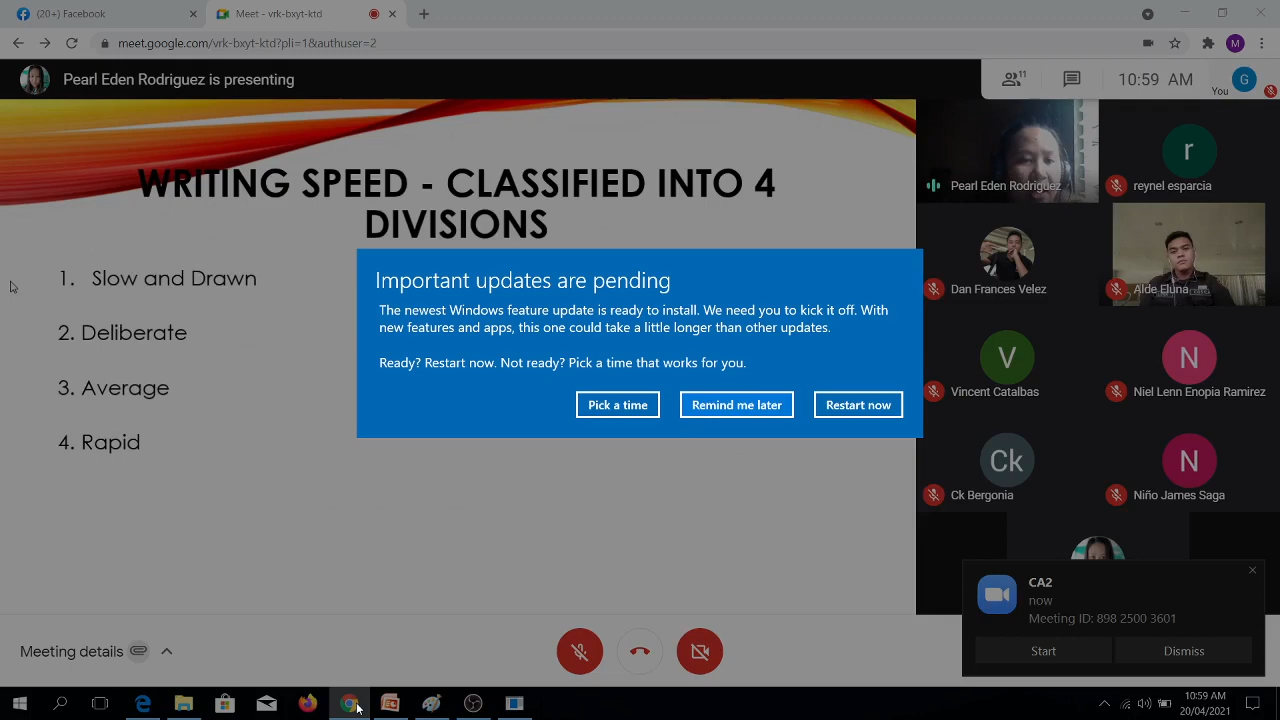 (20+) Facebook
Meet - vrk-bxyt-ktd
meet.google.com/vrk-bxyt-ktd?pli=1&authuser=2
M
Pearl Eden Rodriguez is presenting
11
10:59 AM
You
G
WRITING SPEED - CLASSIFIED INTO 4
DIVISIONS
1. Slow and Drawn
2. Deliberate
3. Average
4. Rapid
Important updates are pending
The newest Windows feature update is ready to install. We need you to kick it off. With
new features and apps, this one could take a little longer than other updates.
Ready? Restart now. Not ready? Pick a time that works for you.
Pick a time
Remind me later
Restart now
Pearl Eden Rodriguez
r
reynel esparcia
Dan Frances Velez
Alde Eluna
V
Vincent Catalbas
N
Niel Lenn Enopia Ramirez
Ck
Ck Bergonia
N
Niño James Saga
CA2
now
Meeting ID: 898 2500 3601
Start
Dismiss
Meeting details
10:59 AM
20/04/2021